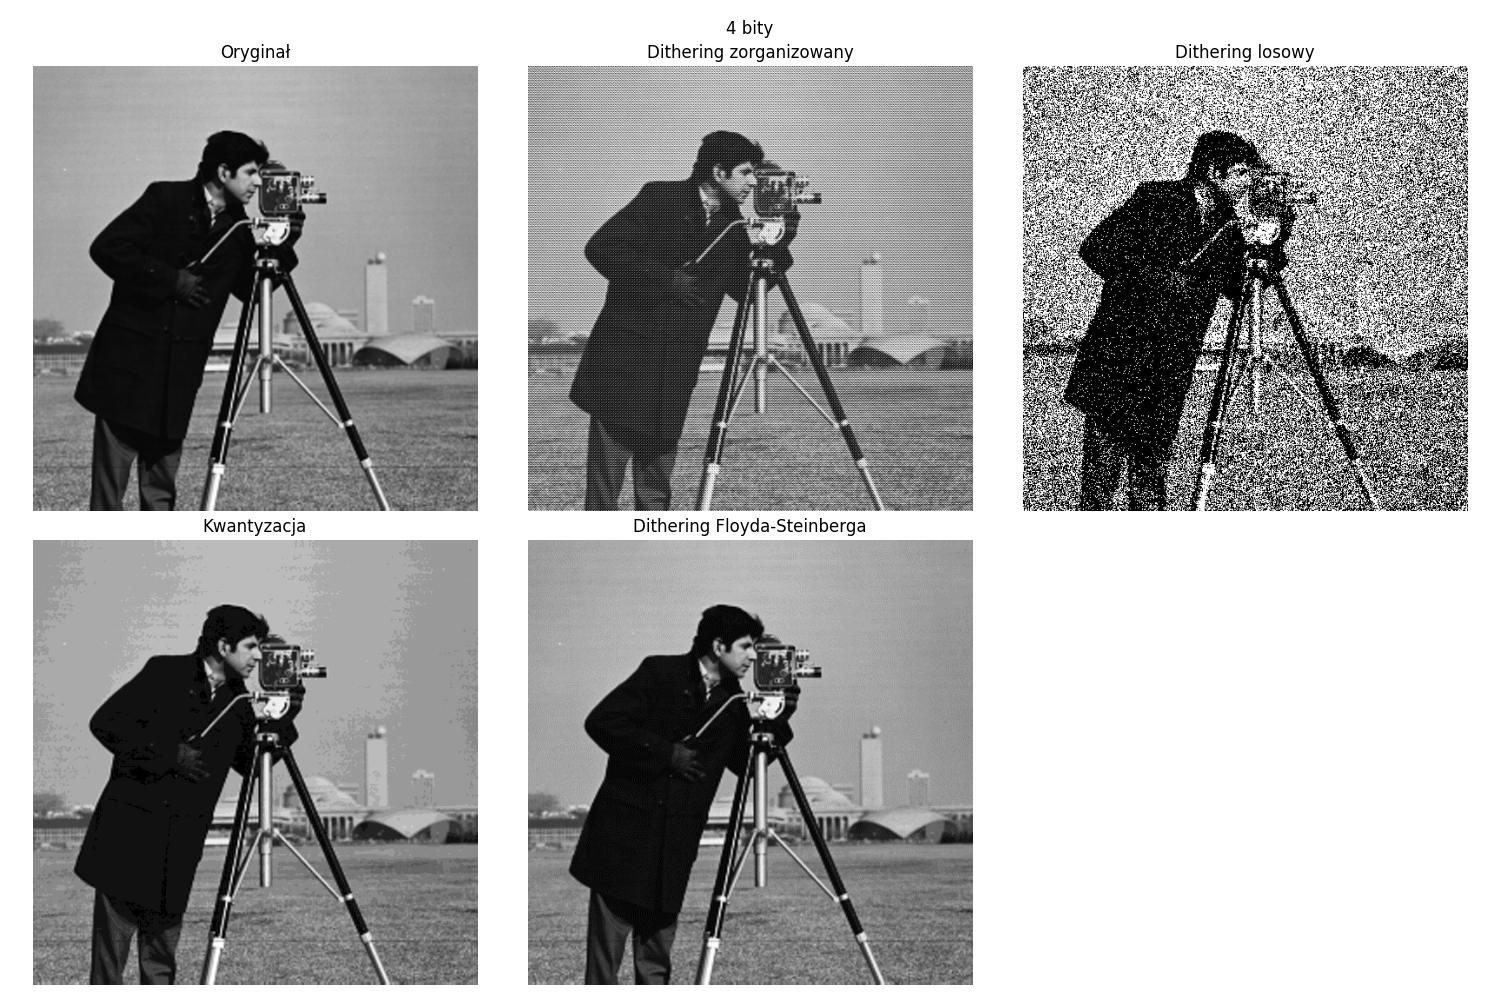 4 bity
Oryginał
Dithering zorganizowany
Dithering losowy
Kwantyzacja
Dithering Floyda-Steinberga